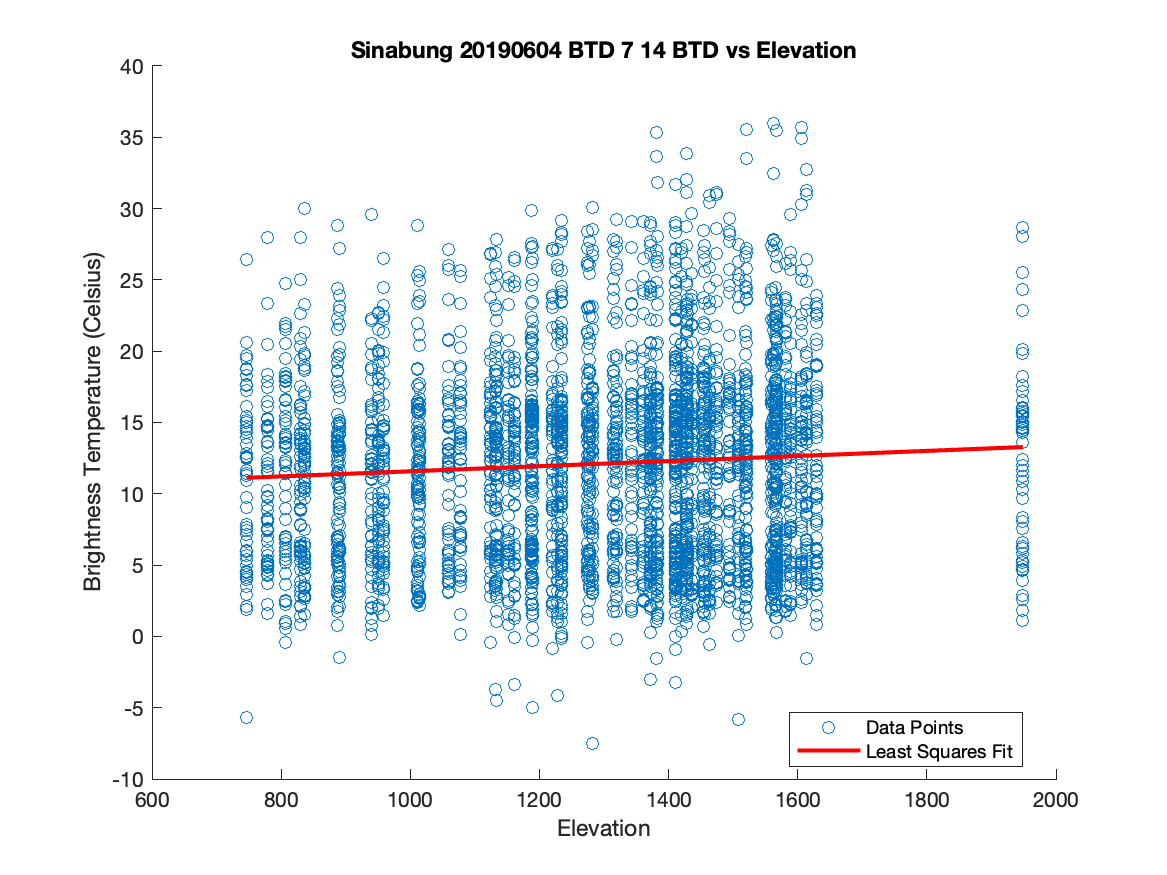 Sinabung 20190604 BTD 7 14 BTD vs Elevation
40
35
30
25
20
15
10
5
0
-5
-10
Brightness Temperature (Celsius)
Data Points
Least Squares Fit
600 800 1000 1200 1400 1600 1800 2000
Elevation